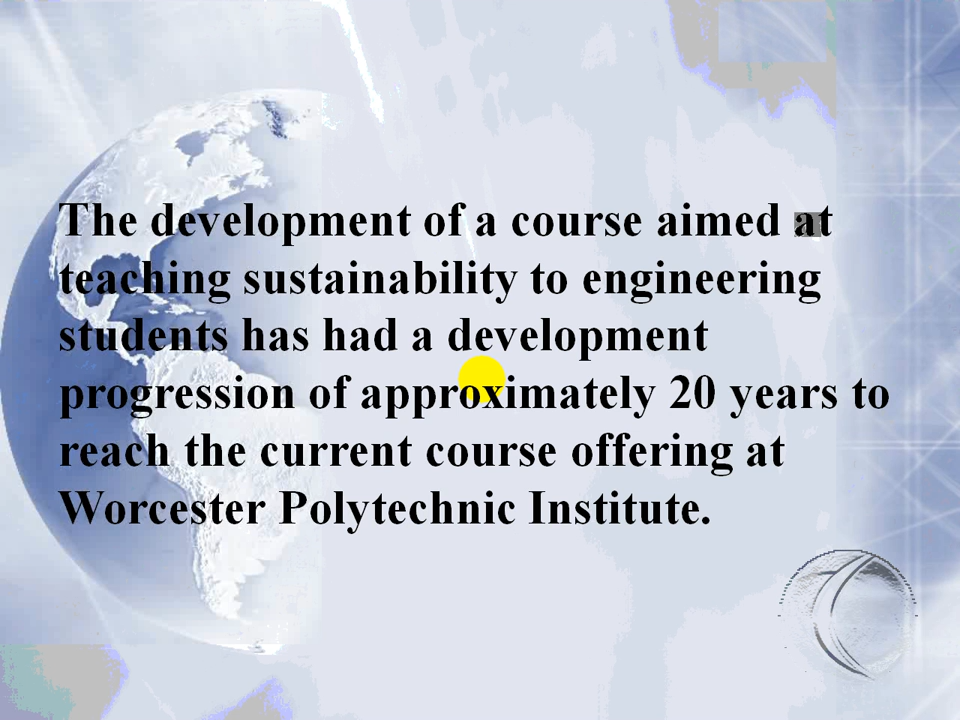 The development of a course aimed at
teaching sustainability to engineering
students has had a development
progression of approximately 20 years to
reach the current course offering at
Worcester Polytechnic Institute.